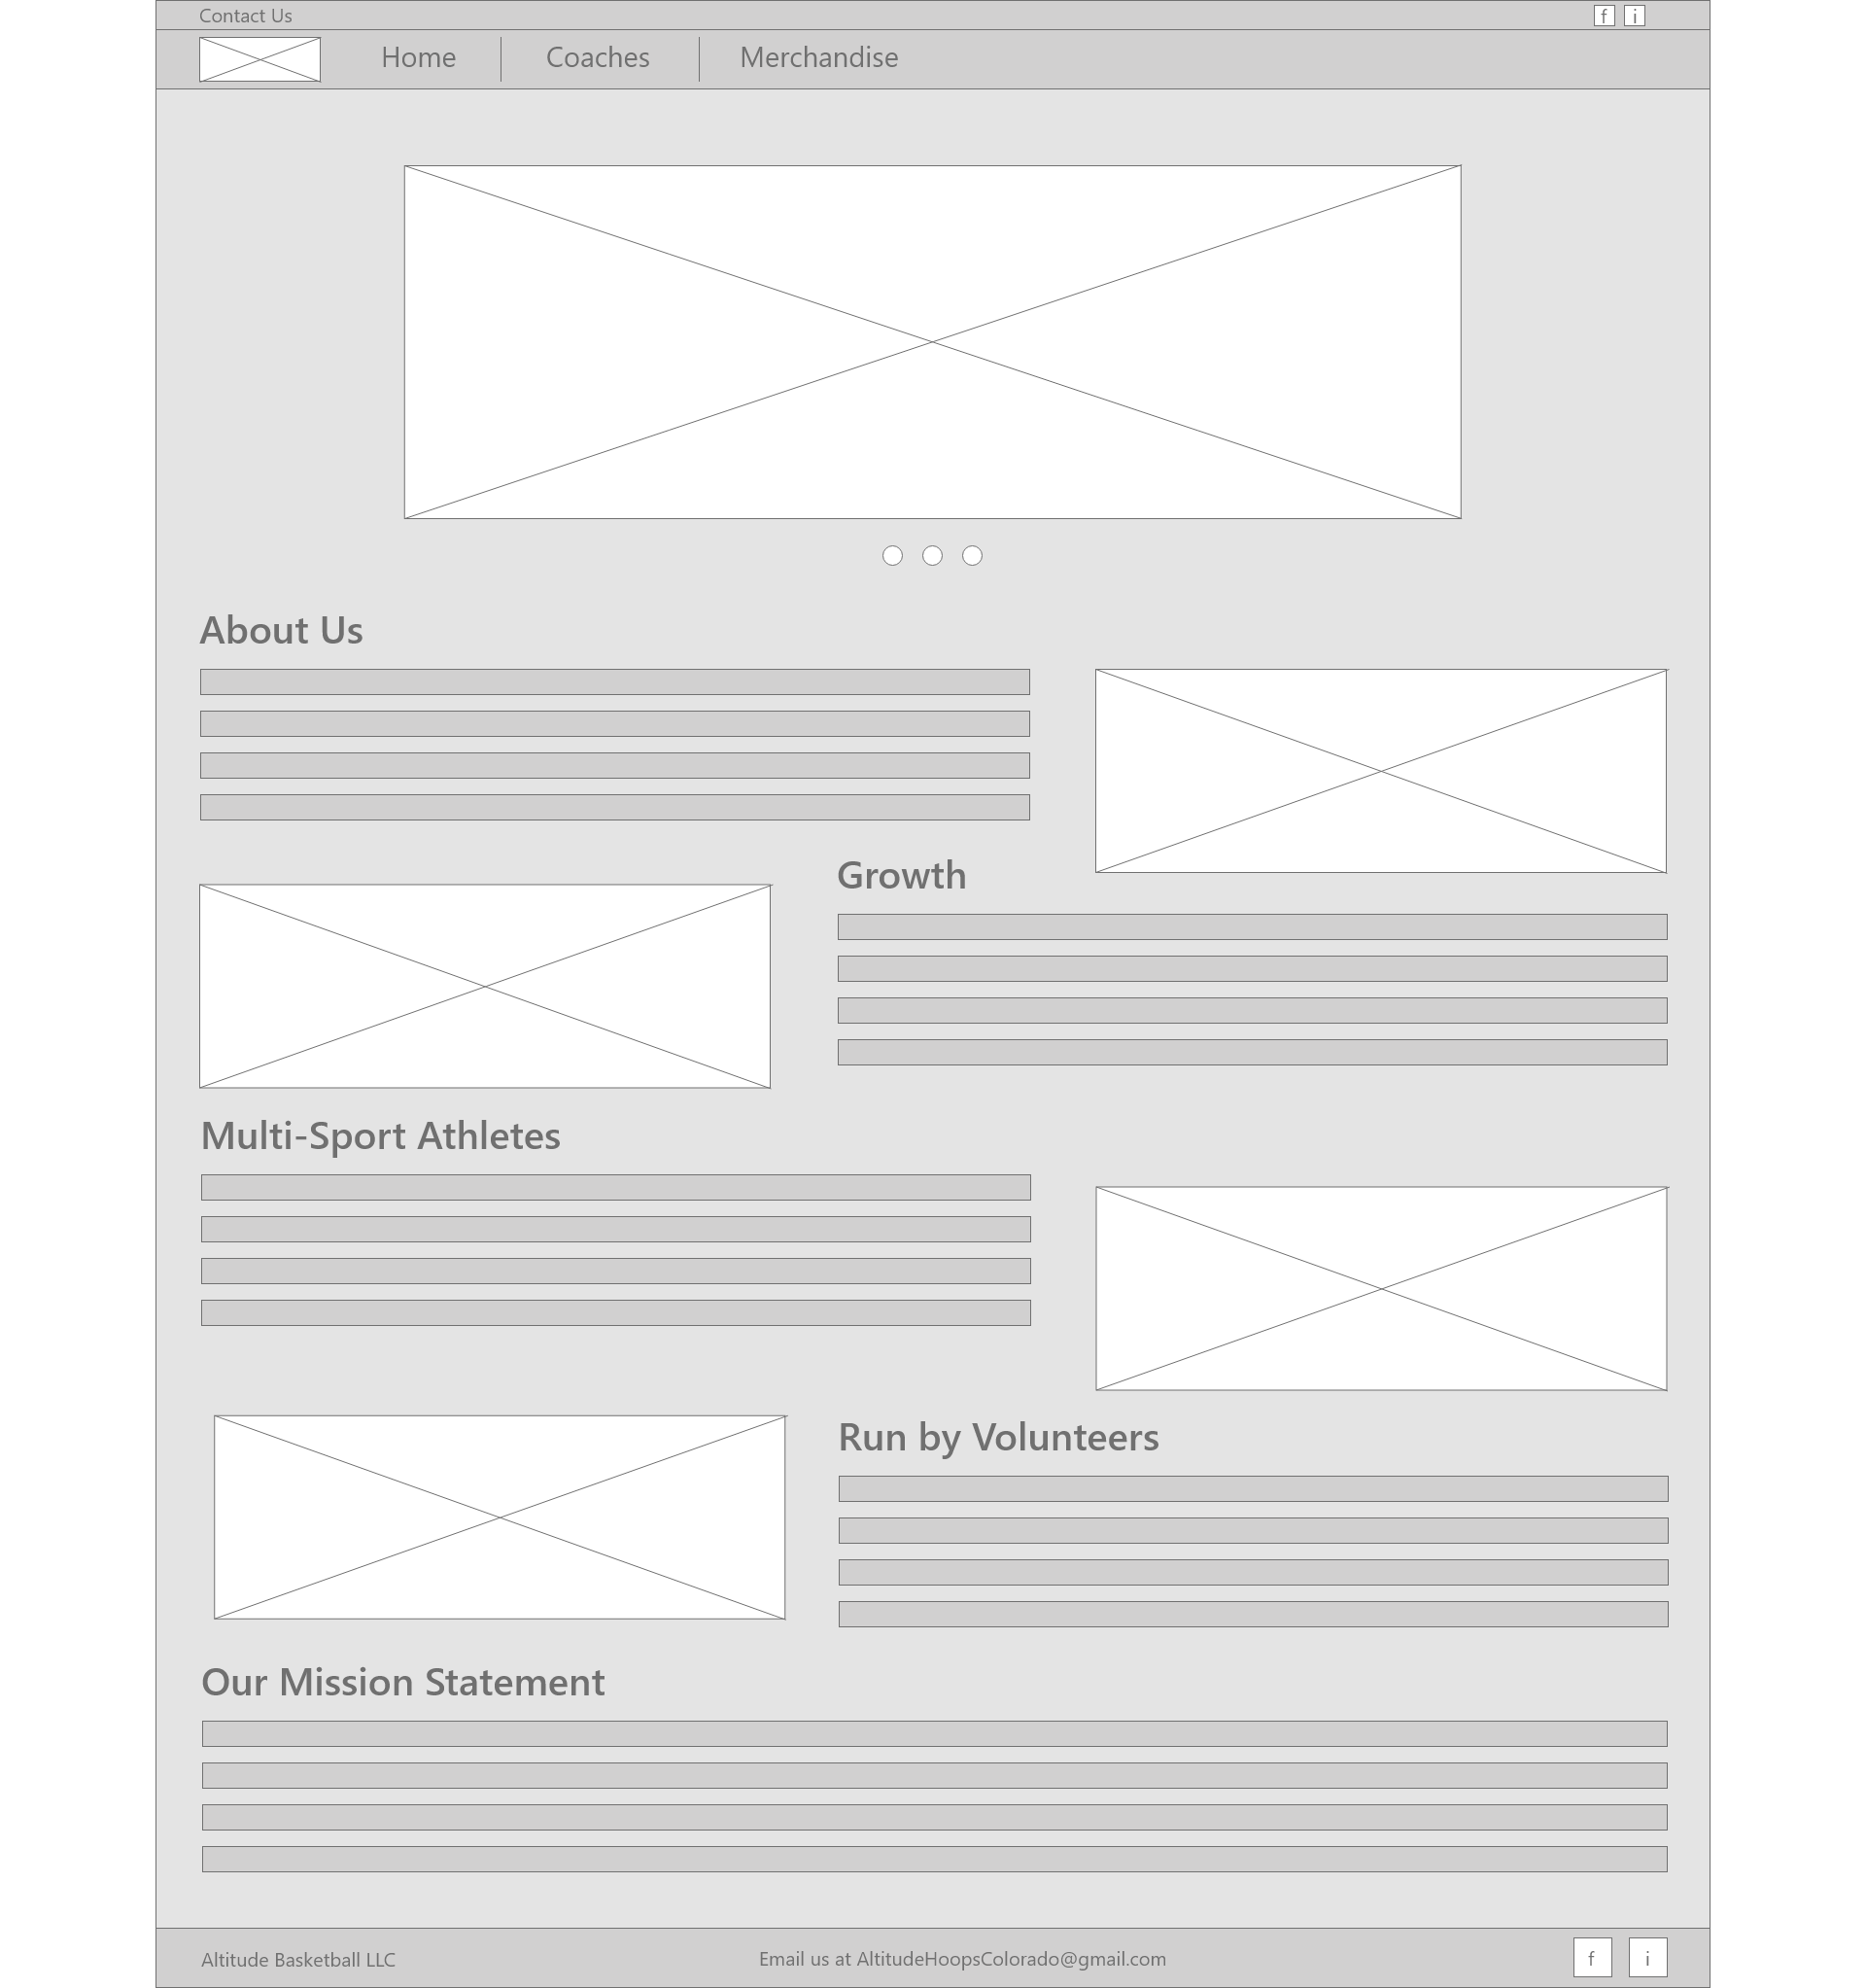 Contact Us
f i
Home Coaches Merchandise
About Us
Growth
Multi-Sport Athletes
Run by Volunteers
Our Mission Statement
Altitude Basketball LLC
Email us at AltitudeHoopsColorado@gmail.com
f i